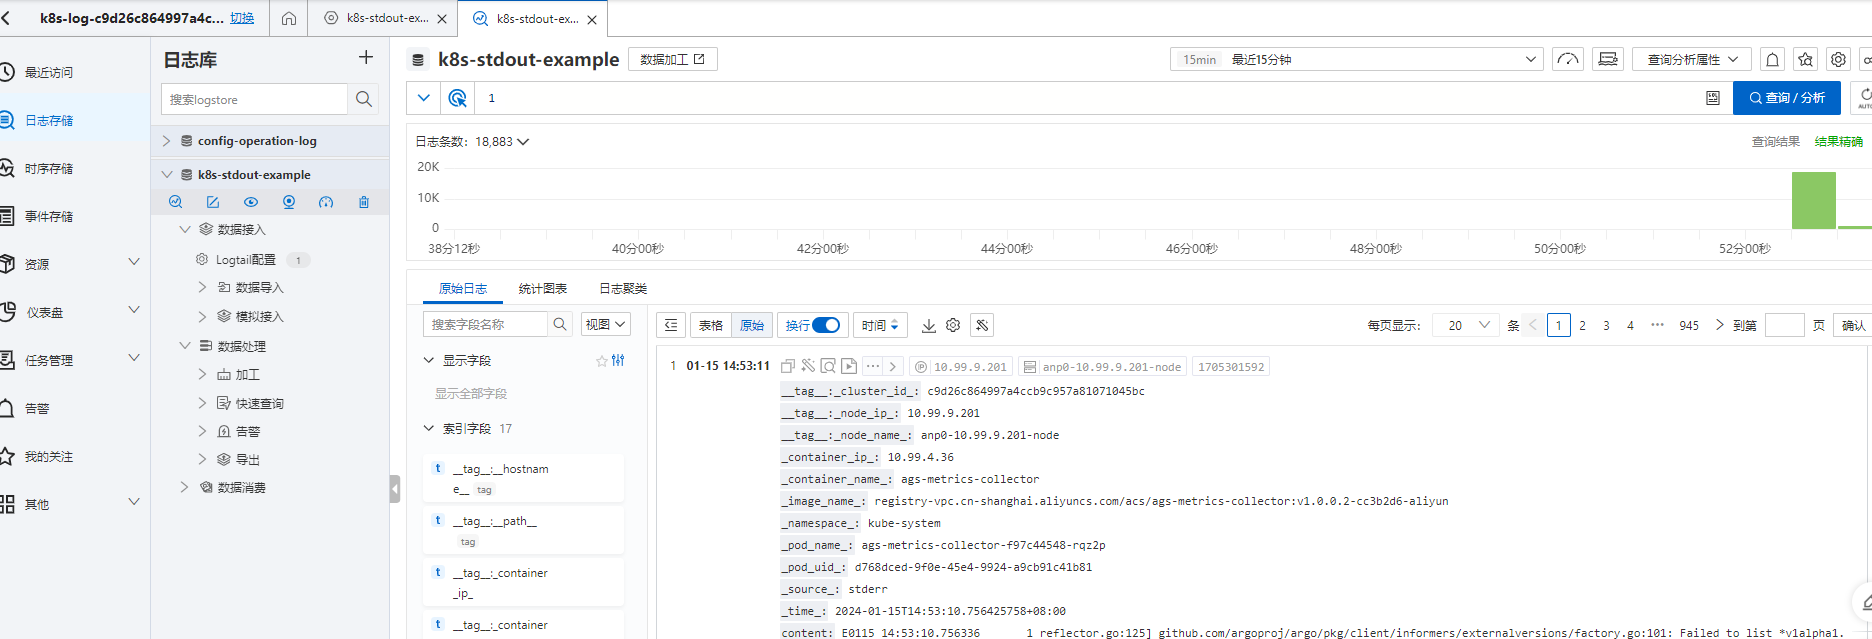 k8s-log-c9d26c864997a4c... 切换
k8s-stdout-ex...
k8s-stdout-ex...
最近访问
日志存储
时序存储
事件存储
资源
仪表盘
任务管理
告警
我的关注
其他
日志库
搜索logstore
config-operation-log
k8s-stdout-example
数据接入
Logtail配置 1
数据导入
模拟接入
数据处理
加工
快速查询
告警
导出
数据消费
k8s-stdout-example
数据加工
15min 最近15分钟
查询分析属性
1
查询 / 分析
日志条数: 18,883
查询结果 结果精确
20K
10K
0
38分12秒 40分00秒 42分00秒 44分00秒 46分00秒 48分00秒 50分00秒 52分00秒
原始日志 统计图表 日志聚类
搜索字段名称
视图
表格 原始 换行 时间
每页显示: 20 条 1 2 3 4 ··· 945 到第 页 确认
显示字段
显示全部字段
索引字段 17
t __tag__:__hostnam
e__ tag
t __tag__:__path__
tag
t __tag__:_container
_ip_
t __tag__:_container
1 01-15 14:53:11 ··· 10.99.9.201 anp0-10.99.9.201-node 1705301592
__tag__:_cluster_id_: c9d26c864997a4ccb9c957a81071045bc
__tag__:_node_ip_: 10.99.9.201
__tag__:_node_name_: anp0-10.99.9.201-node
_container_ip_: 10.99.4.36
_container_name_: ags-metrics-collector
_image_name_: registry-vpc.cn-shanghai.aliyuncs.com/acs/ags-metrics-collector:v1.0.0.2-cc3b2d6-aliyun
_namespace_: kube-system
_pod_name_: ags-metrics-collector-f97c44548-rqz2p
_pod_uid_: d768dced-9f0e-45e4-9924-a9cb91c41b81
_source_: stderr
_time_: 2024-01-15T14:53:10.756425758+08:00
content: E0115 14:53:10.756336 1 reflector.go:125] github.com/argoproj/argo/pkg/client/informers/externalversions/factory.go:101: Failed to list *v1alpha1.